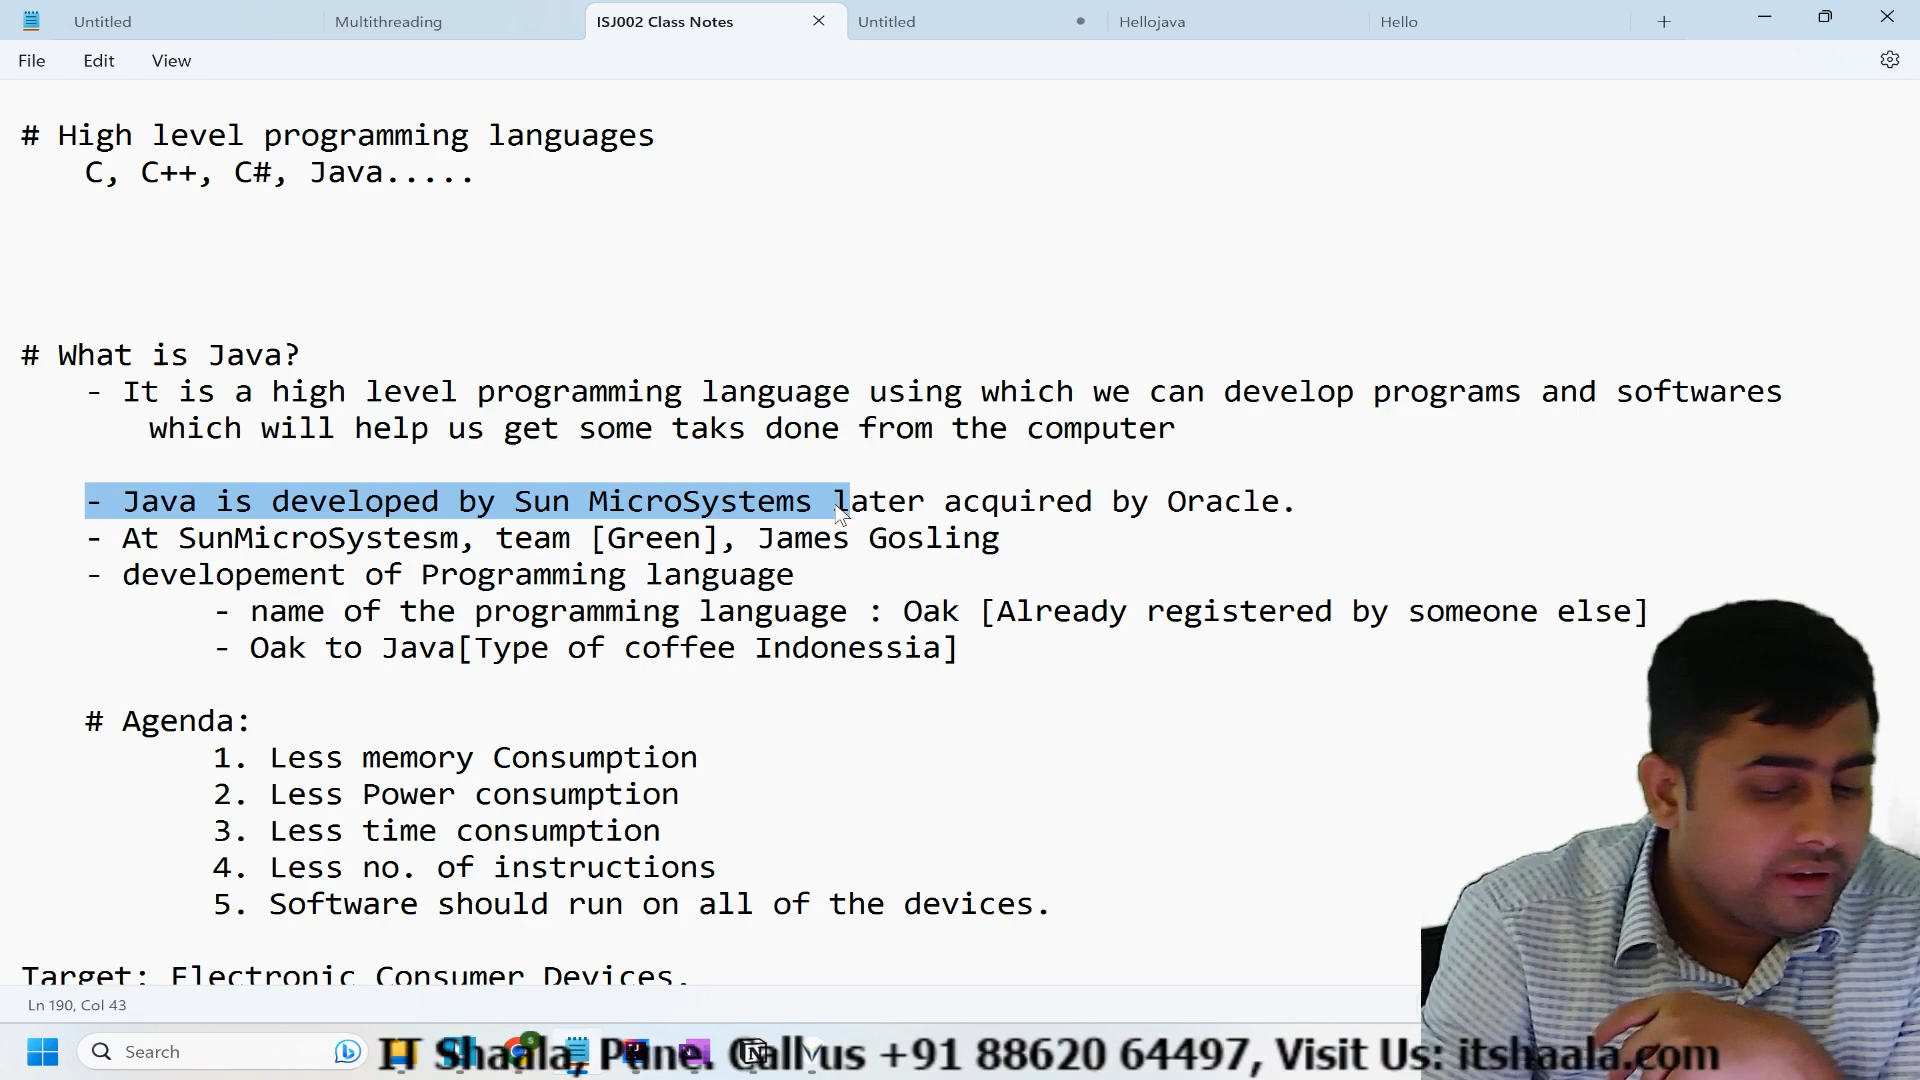 Untitled
Multithreading
ISJ002 Class Notes
Untitled
Hellojava
Hello
File Edit View
# High level programming languages
C, C++, C#, Java.....
# What is Java?
- It is a high level programming language using which we can develop programs and softwares
which will help us get some taks done from the computer
- Java is developed by Sun MicroSystems later acquired by Oracle.
- At SunMicroSystesm, team [Green], James Gosling
- developement of Programming language
- name of the programming language : Oak [Already registered by someone else]
- Oak to Java[Type of coffee Indonessia]
# Agenda:
1. Less memory Consumption
2. Less Power consumption
3. Less time consumption
4. Less no. of instructions
5. Software should run on all of the devices.
Target: Electronic Consumer Devices.
Ln 190, Col 43
Search
IT Shaala, Pune. Call us +91 88620 64497, Visit Us: itshaala.com